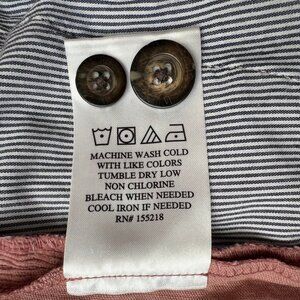 MACHINE WASH COLD
WITH LIKE COLORS
TUMBLE DRY LOW
NON CHLORINE
BLEACH WHEN NEEDED
COOL IRON IF NEEDED
RN# 155218